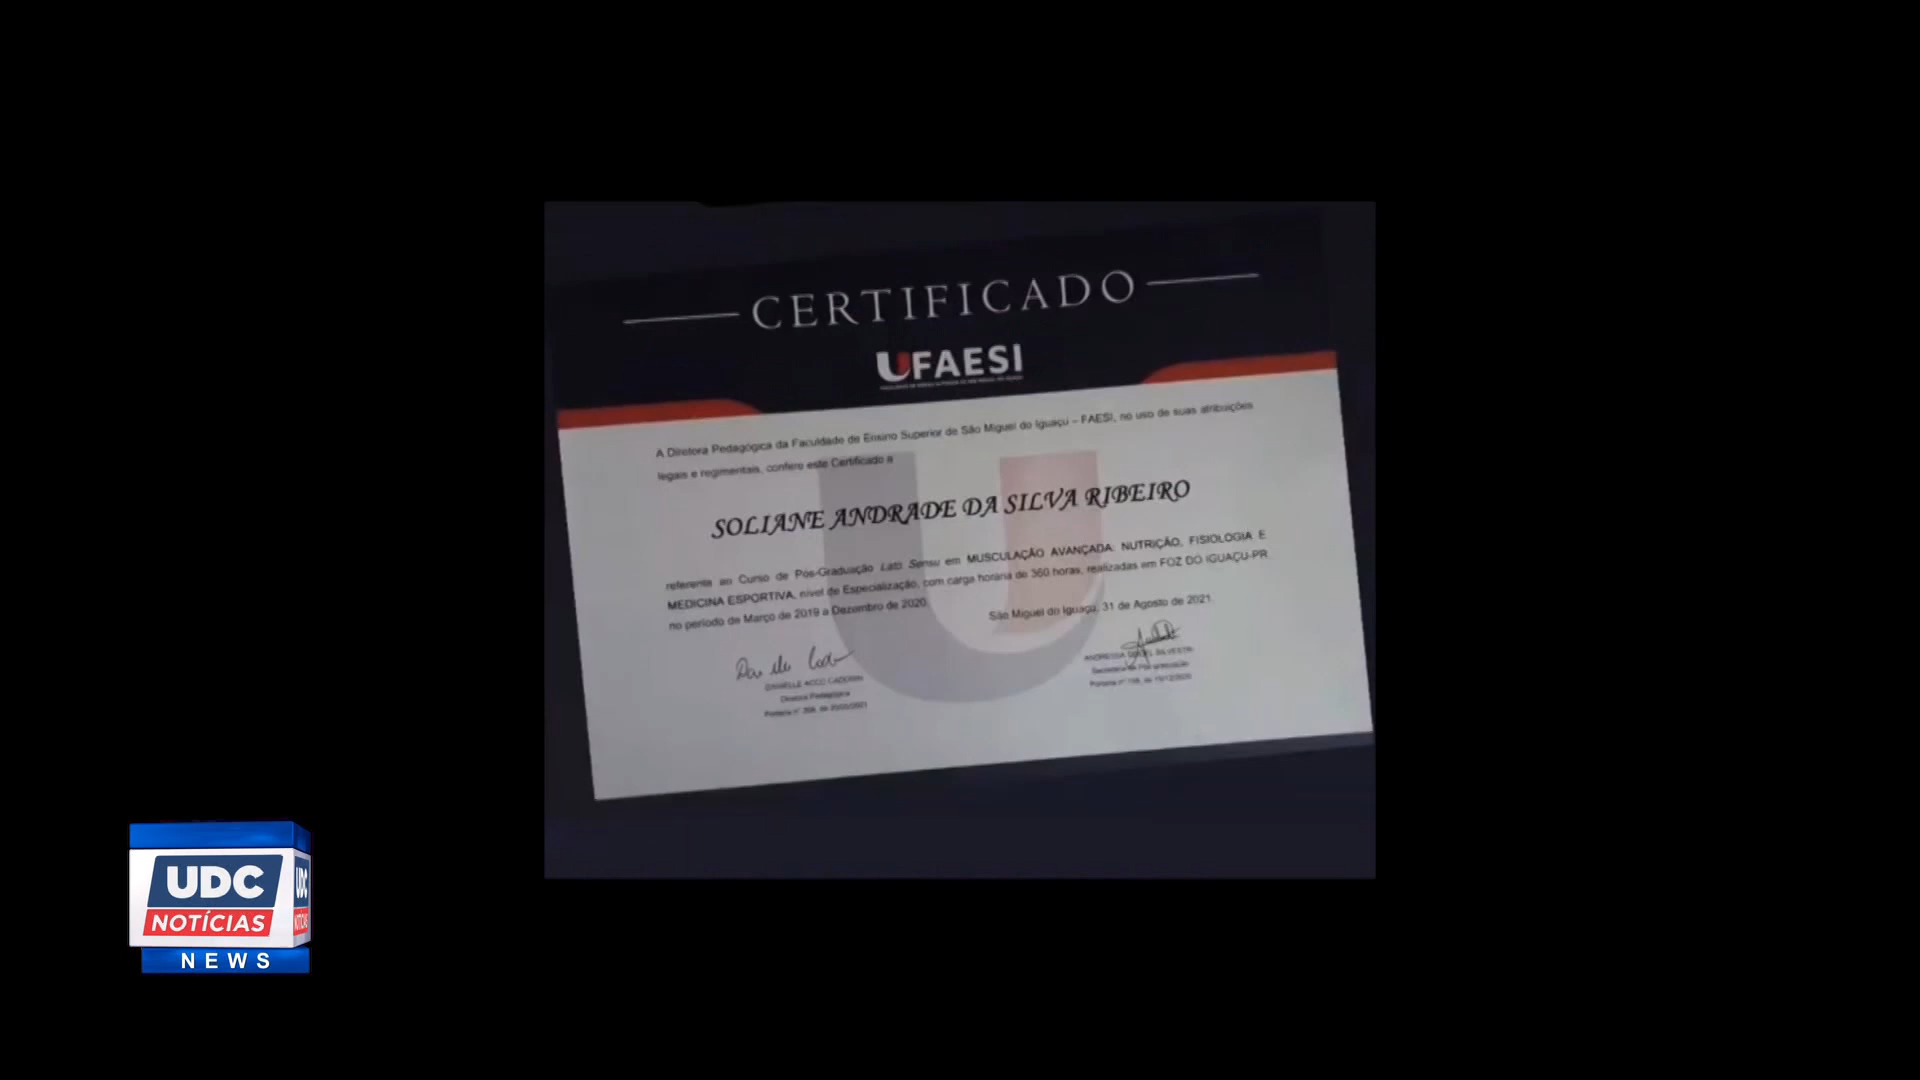 CERTIFICADO
UFAESI
A Diretora Pedagógica da Faculdade de Ensino Superior de São Miguel do Iguaçu – FAESI, no uso de suas atribuições
legais e regimentais, confere este Certificado a
SOLIANE ANDRADE DA SILVA RIBEIRO
referente ao Curso de Pós-Graduação Lato Sensu em MUSCULAÇÃO AVANÇADA: NUTRIÇÃO, FISIOLOGIA E
MEDICINA ESPORTIVA, nível de Especialização, com carga horária de 360 horas, realizadas em FOZ DO IGUAÇU-PR
no período de Março de 2019 a Dezembro de 2020.
São Miguel do Iguaçu, 31 de Agosto de 2021.
Diretora Pedagógica
UDC
NOTÍCIAS
NEWS
UDC